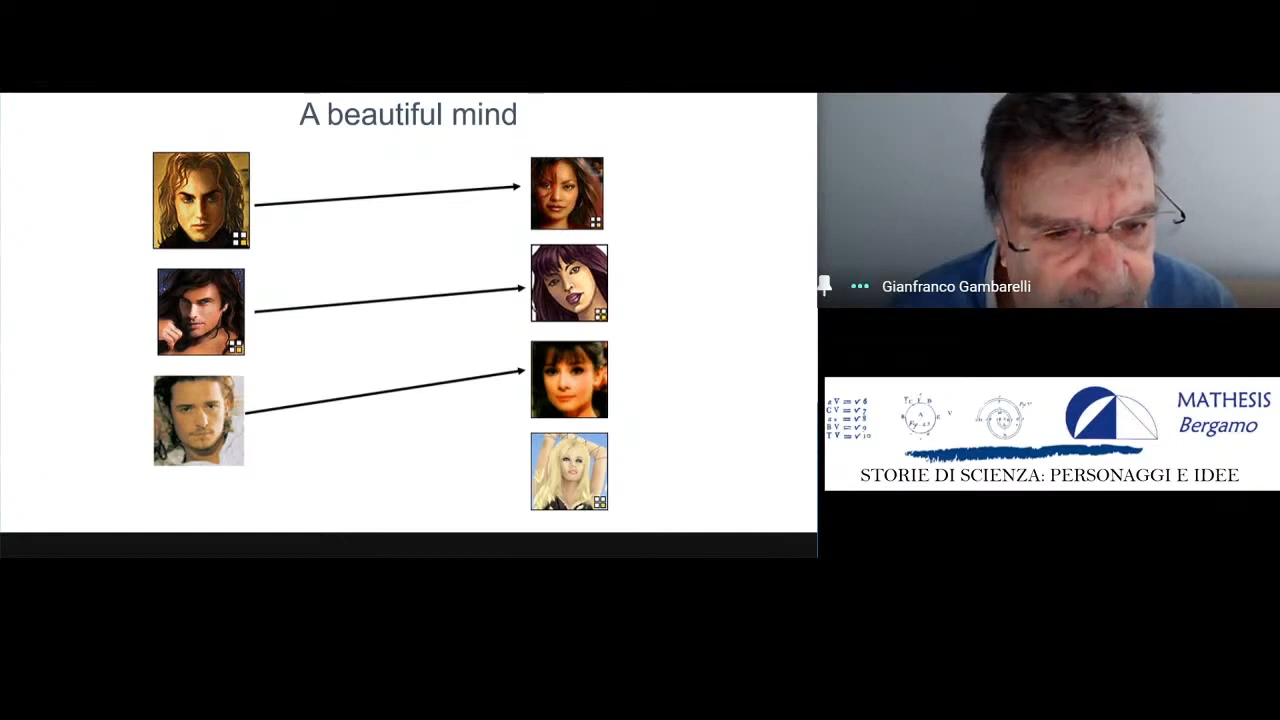 A beautiful mind
Gianfranco Gambarelli
MATHESIS
Bergamo
STORIE DI SCIENZA: PERSONAGGI E IDEE